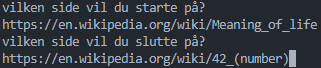 vilken side vil du starte på?
https://en.wikipedia.org/wiki/Meaning_of_life
vilken side vil du slutte på?
https://en.wikipedia.org/wiki/42_(number)